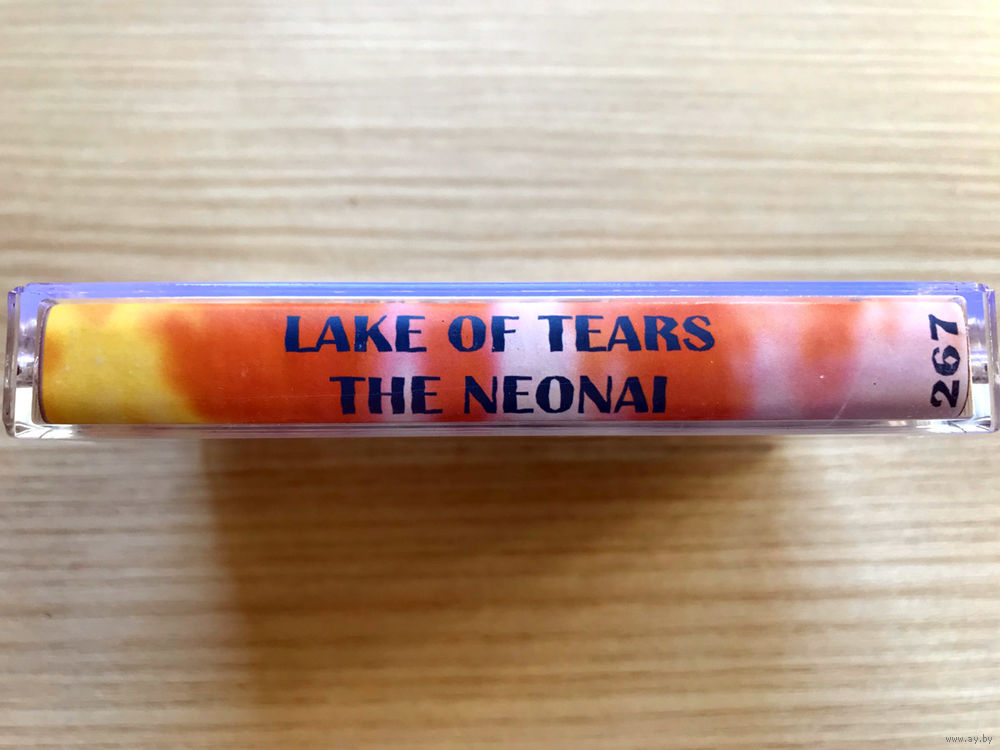 LAKE OF TEARS
THE NEONAI
267
www.ay.by